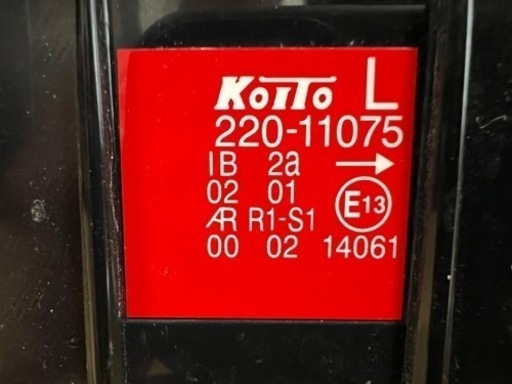 KOITO L
220-11075
IB 2a →
02 01
AR R1-S1 E13
00 02 14061